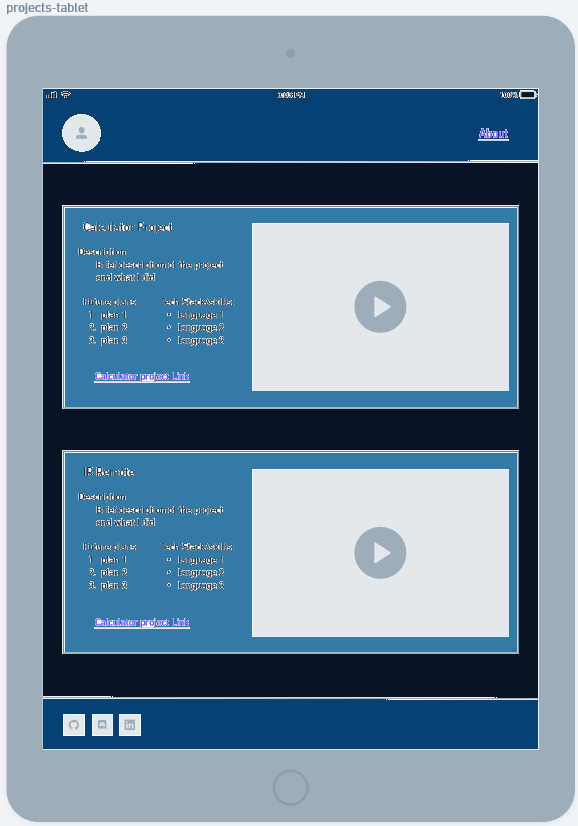 projects-tablet
100%
About
Calculator Project
Description
Brief description of the project
and what I did
Future plans: Tech Stack/skills:
1. plan 1 ◦ language 1
2. plan 2 ◦ language 2
3. plan 3 ◦ language 3
Calculator project Link
IR Remote
Description
Brief description of the project
and what I did
Future plans: Tech Stack/skills:
1. plan 1 ◦ language 1
2. plan 2 ◦ language 2
3. plan 3 ◦ language 3
Calculator project Link